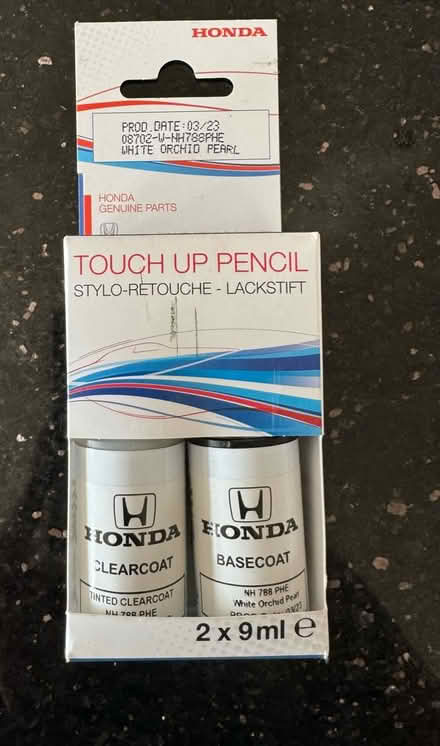 HONDA
PROD.DATE:03/23
08702-W-NH788PHE
WHITE ORCHID PEARL
HONDA
GENUINE PARTS
TOUCH UP PENCIL
STYLO-RETOUCHE - LACKSTIFT
HONDA
CLEARCOAT
TINTED CLEARCOAT
NH 788 PHE
HONDA
BASECOAT
NH 788 PHE
White Orchid Pearl
2 x 9ml e